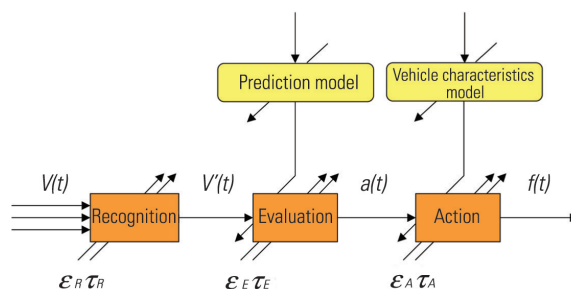 Prediction model
Vehicle characteristics
model
V(t)
V'(t)
a(t)
f(t)
Recognition
Evaluation
Action
εR τR
εE τE
εA τA